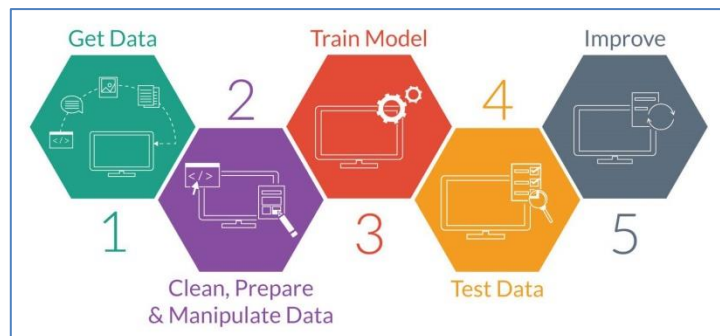 Get Data
1
2
Clean, Prepare
& Manipulate Data
Train Model
3
4
Test Data
Improve
5
</>
</>